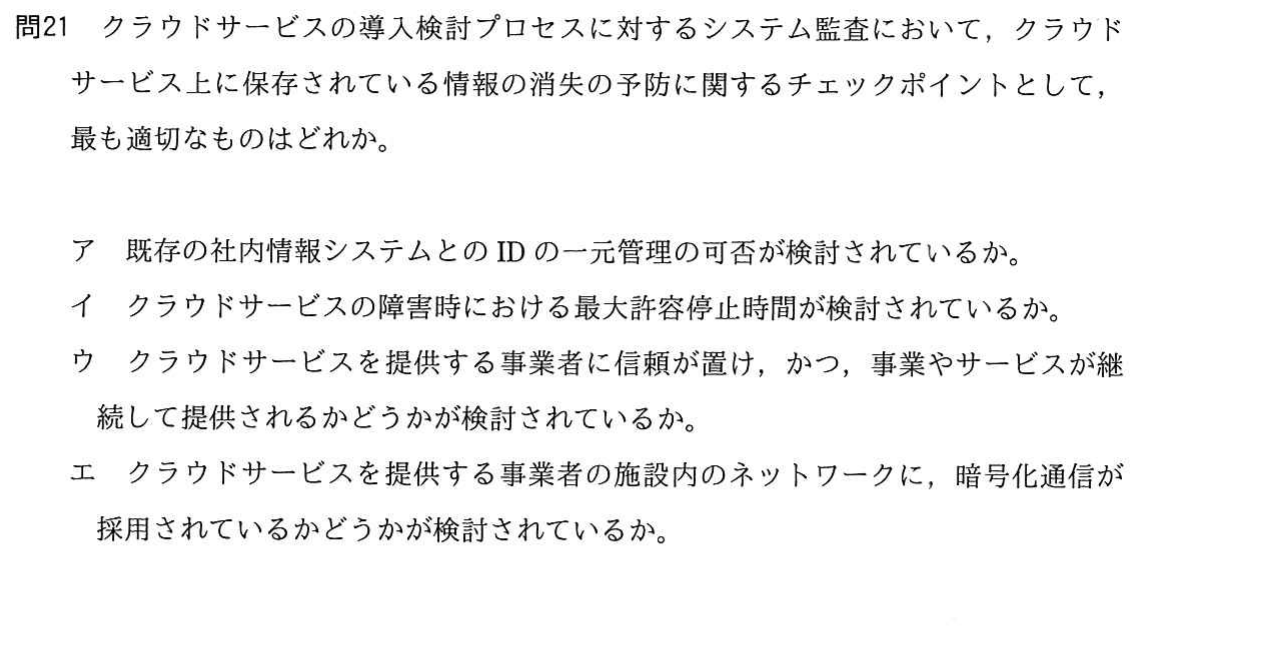 問21　クラウドサービスの導入検討プロセスに対するシステム監査において，クラウド
サービス上に保存されている情報の消失の予防に関するチェックポイントとして，
最も適切なものはどれか。
ア　既存の社内情報システムとの ID の一元管理の可否が検討されているか。
イ　クラウドサービスの障害時における最大許容停止時間が検討されているか。
ウ　クラウドサービスを提供する事業者に信頼が置け，かつ，事業やサービスが継
続して提供されるかどうかが検討されているか。
エ　クラウドサービスを提供する事業者の施設内のネットワークに，暗号化通信が
採用されているかどうかが検討されているか。